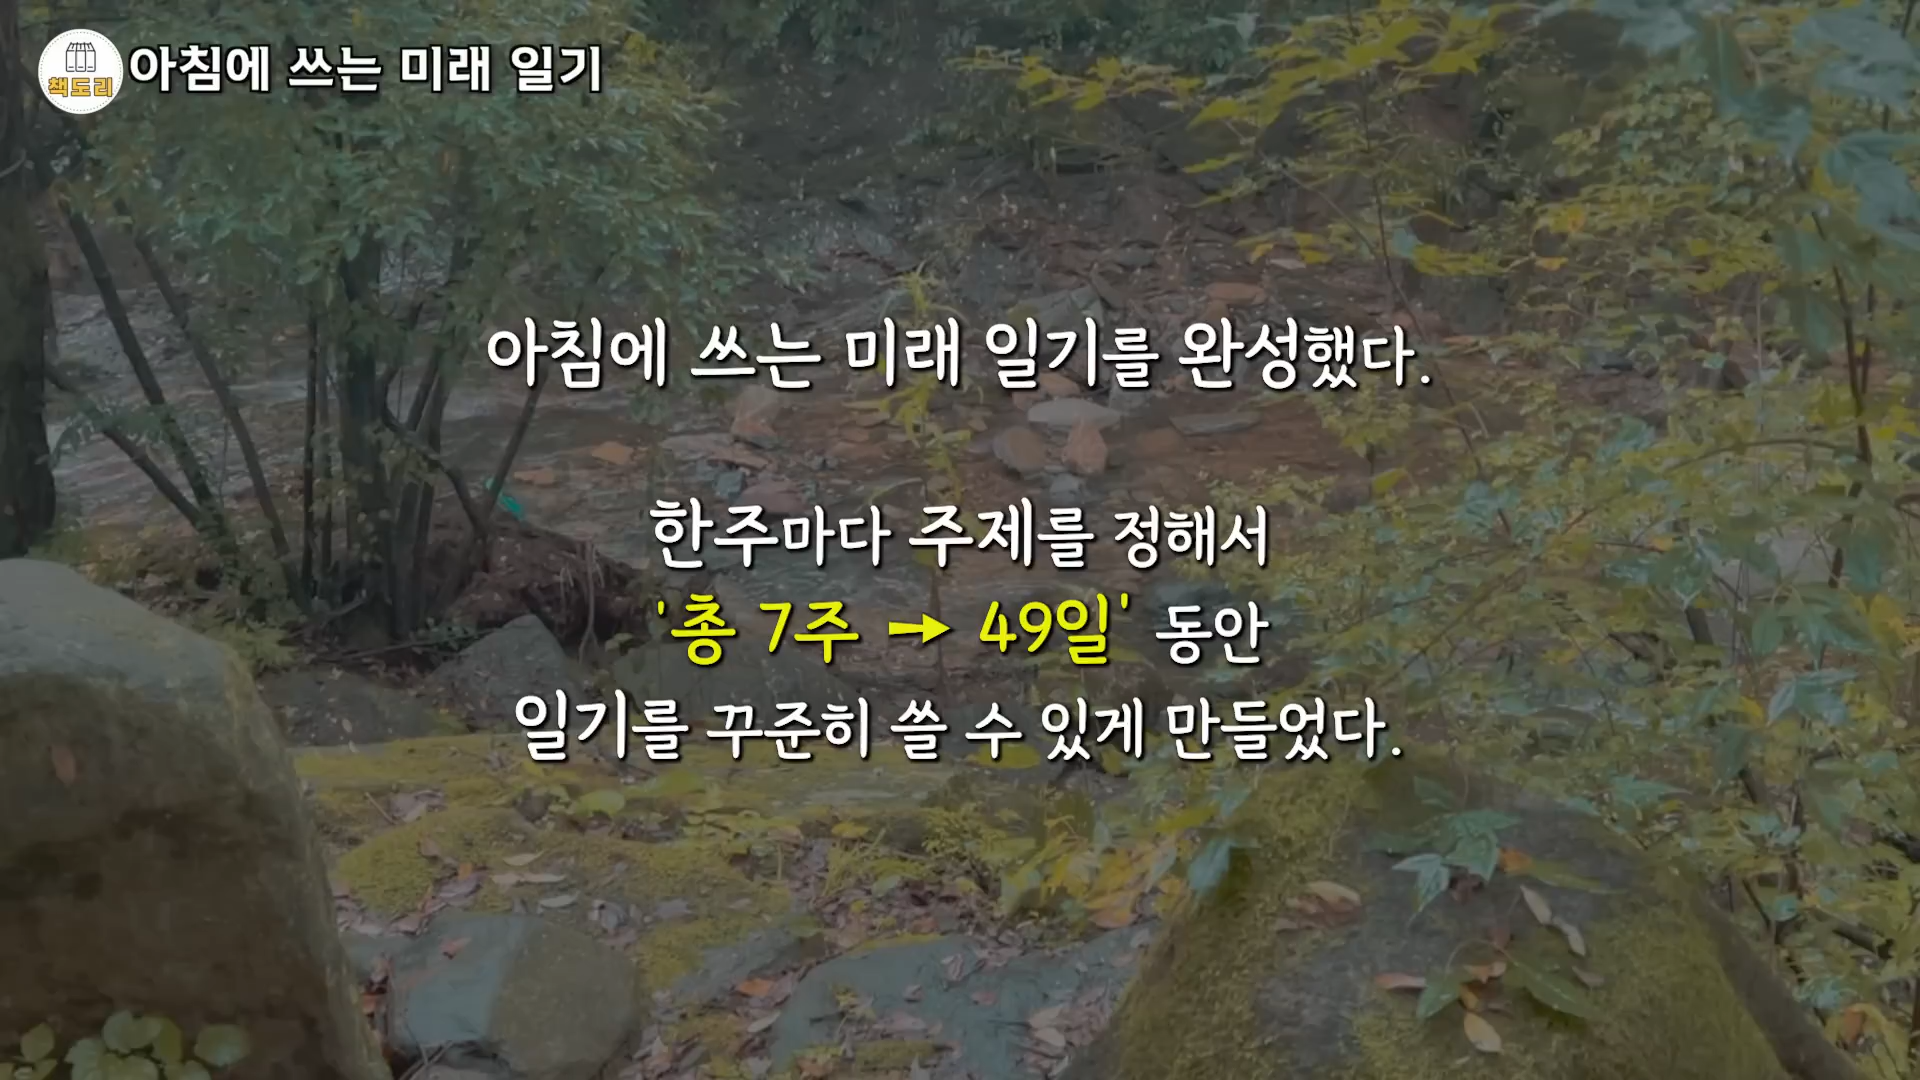 책도리
아침에 쓰는 미래 일기
아침에 쓰는 미래 일기를 완성했다.
한주마다 주제를 정해서
'총 7주 → 49일' 동안
일기를 꾸준히 쓸 수 있게 만들었다.